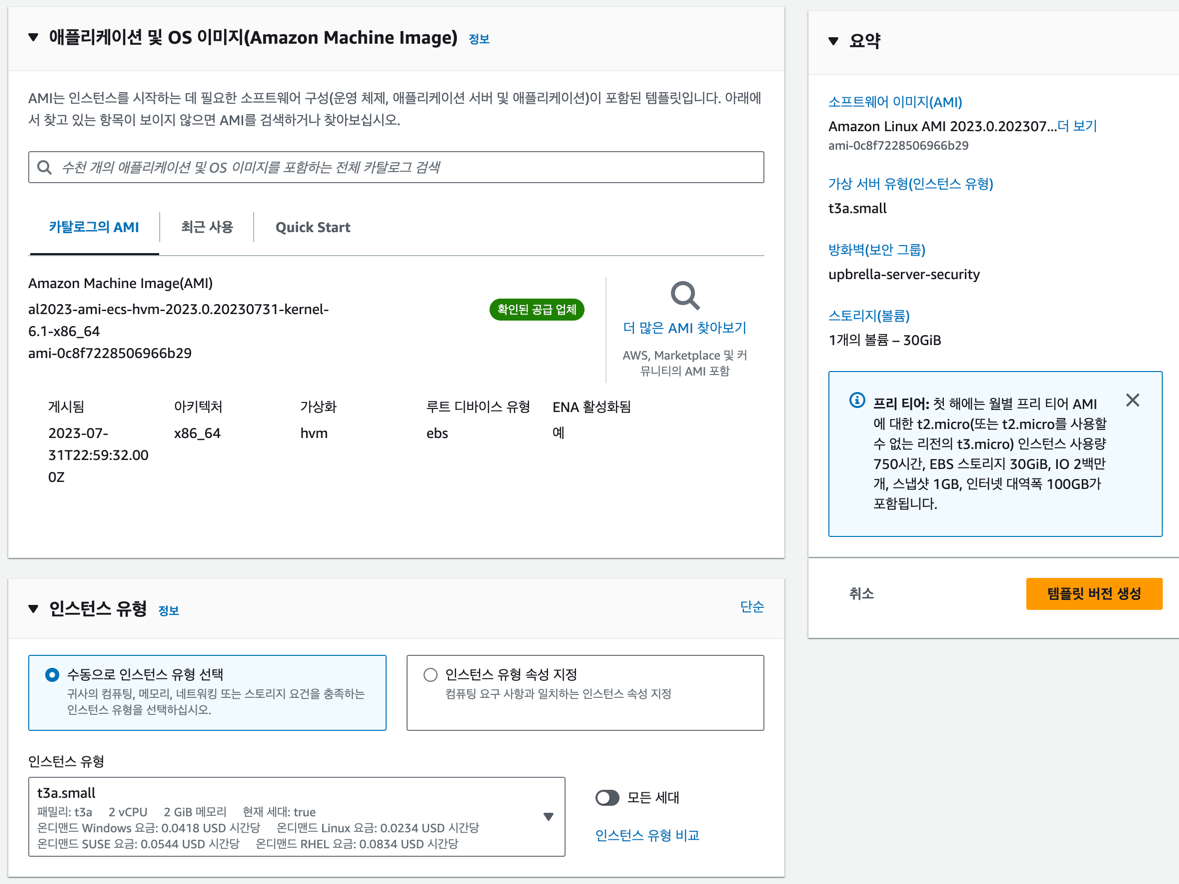 애플리케이션 및 OS 이미지(Amazon Machine Image) 정보
AMI는 인스턴스를 시작하는 데 필요한 소프트웨어 구성(운영 체제, 애플리케이션 서버 및 애플리케이션)이 포함된 템플릿입니다. 아래에
서 찾고 있는 항목이 보이지 않으면 AMI를 검색하거나 찾아보십시오.
수천 개의 애플리케이션 및 OS 이미지를 포함하는 전체 카탈로그 검색
카탈로그의 AMI 최근 사용 Quick Start
Amazon Machine Image(AMI)
al2023-ami-ecs-hvm-2023.0.20230731-kernel-
6.1-x86_64
ami-0c8f7228506966b29
확인된 공급 업체
더 많은 AMI 찾아보기
AWS, Marketplace 및 커
뮤니티의 AMI 포함
게시됨 아키텍처 가상화 루트 디바이스 유형 ENA 활성화됨
2023-07- x86_64 hvm ebs 예
31T22:59:32.00
0Z
인스턴스 유형 정보 단순
수동으로 인스턴스 유형 선택
귀사의 컴퓨팅, 메모리, 네트워킹 또는 스토리지 요건을 충족하는
인스턴스 유형을 선택하십시오.
인스턴스 유형 속성 지정
컴퓨팅 요구 사항과 일치하는 인스턴스 속성 지정
인스턴스 유형
t3a.small
패밀리: t3a 2 vCPU 2 GiB 메모리 현재 세대: true
온디맨드 Windows 요금: 0.0418 USD 시간당 온디맨드 Linux 요금: 0.0234 USD 시간당
온디맨드 SUSE 요금: 0.0544 USD 시간당 온디맨드 RHEL 요금: 0.0834 USD 시간당
모든 세대
인스턴스 유형 비교
요약
소프트웨어 이미지(AMI)
Amazon Linux AMI 2023.0.202307...더 보기
ami-0c8f7228506966b29
가상 서버 유형(인스턴스 유형)
t3a.small
방화벽(보안 그룹)
upbrella-server-security
스토리지(볼륨)
1개의 볼륨 – 30GiB
프리 티어: 첫 해에는 월별 프리 티어 AMI
에 대한 t2.micro(또는 t2.micro를 사용할
수 없는 리전의 t3.micro) 인스턴스 사용량
750시간, EBS 스토리지 30GiB, IO 2백만
개, 스냅샷 1GB, 인터넷 대역폭 100GB가
포함됩니다.
취소 템플릿 버전 생성